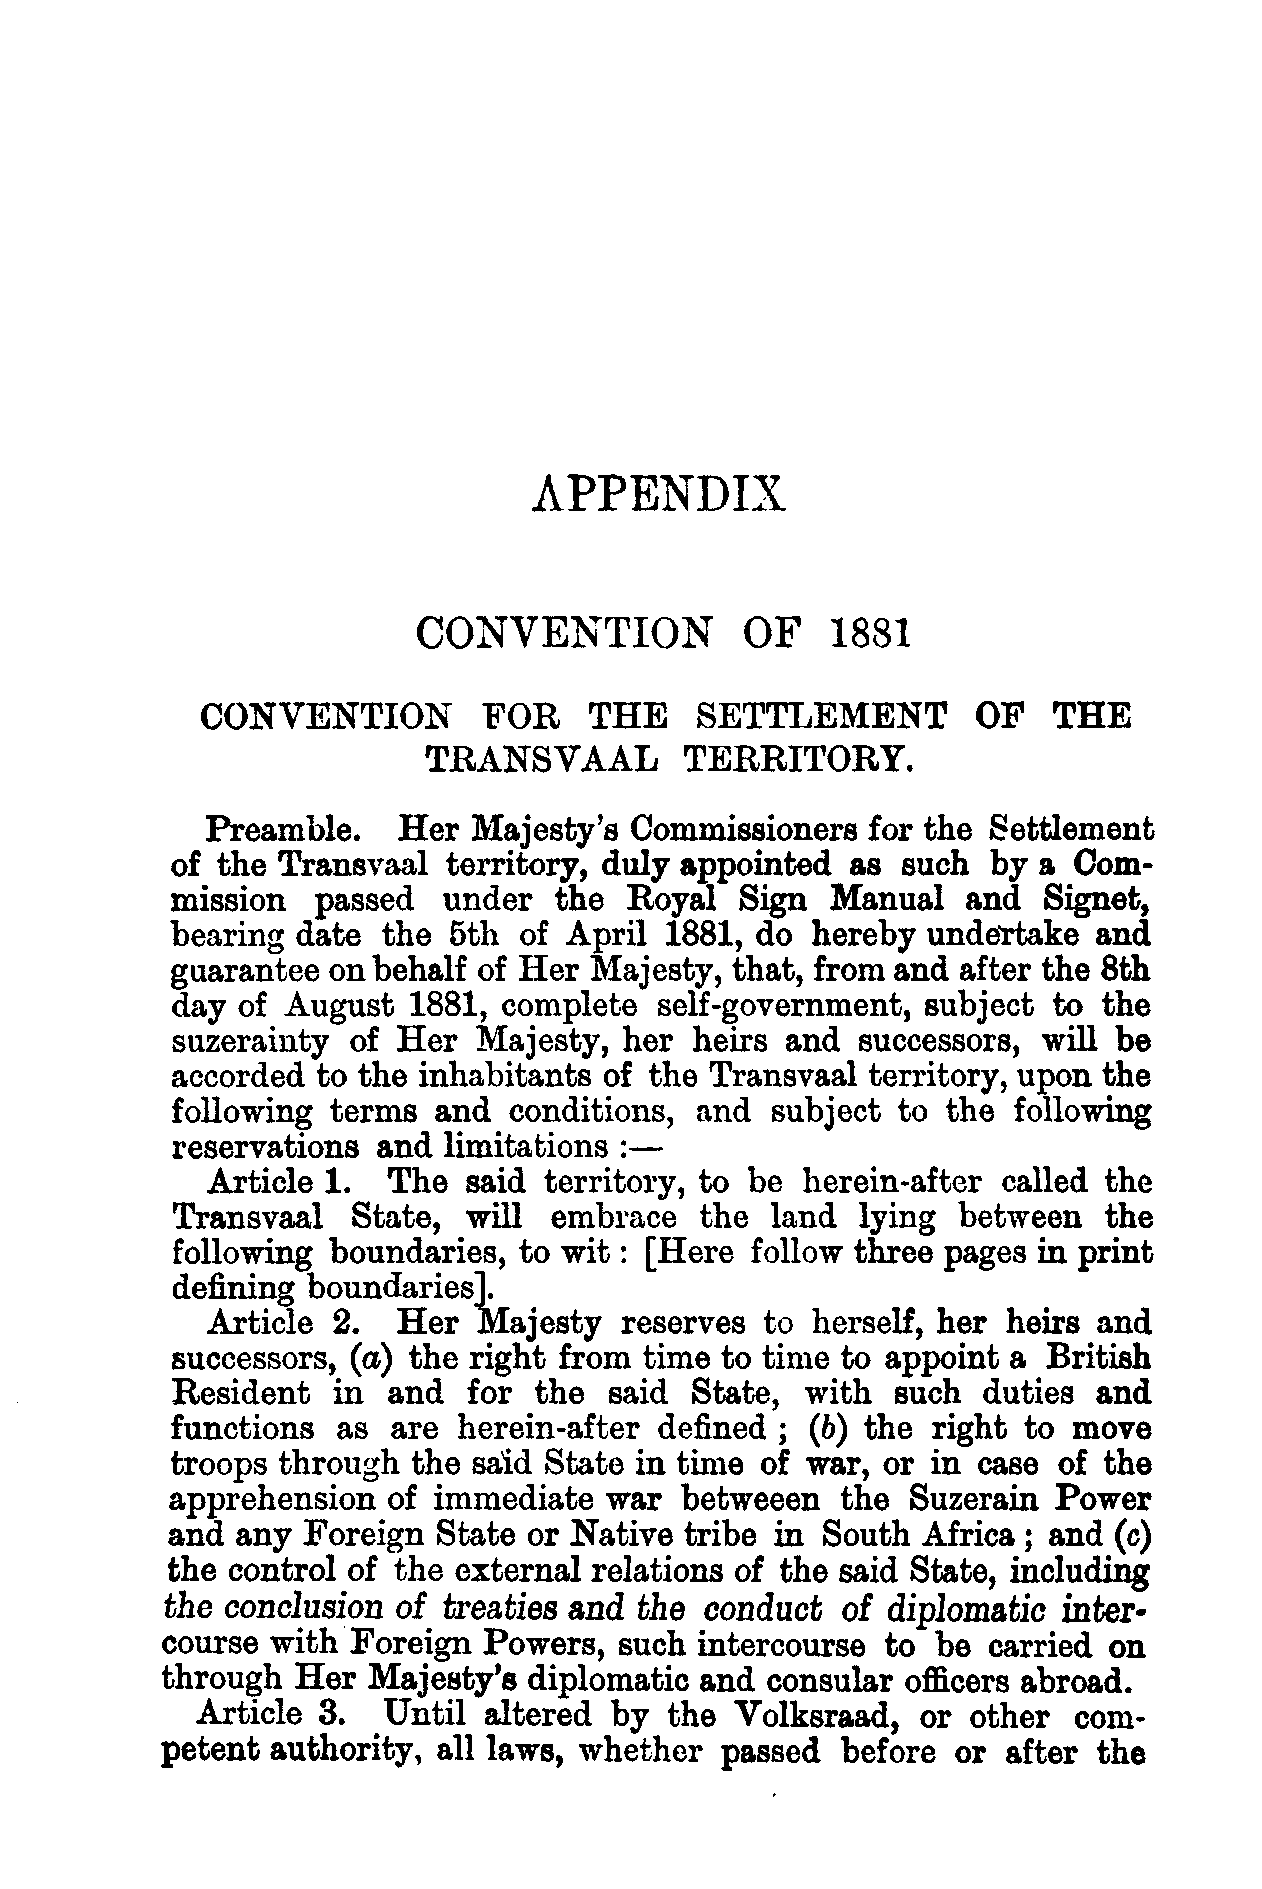 APPENDIX
CONVENTION OF 1881
CONVENTION FOR THE SETTLEMENT OF THE
TRANSVAAL TERRITORY.
Preamble. Her Majesty's Commissioners for the Settlement
of the Transvaal territory, duly appointed as such by a Com-
mission passed under the Royal Sign Manual and Signet,
bearing date the 5th of April 1881, do hereby undertake and
guarantee on behalf of Her Majesty, that, from and after the 8th
day of August 1881, complete self-government, subject to the
suzerainty of Her Majesty, her heirs and successors, will be
accorded to the inhabitants of the Transvaal territory, upon the
following terms and conditions, and subject to the following
reservations and limitations :—
Article 1. The said territory, to be herein-after called the
Transvaal State, will embrace the land lying between the
following boundaries, to wit : [Here follow three pages in print
defining boundaries].
Article 2. Her Majesty reserves to herself, her heirs and
successors, (a) the right from time to time to appoint a British
Resident in and for the said State, with such duties and
functions as are herein-after defined ; (b) the right to move
troops through the said State in time of war, or in case of the
apprehension of immediate war betweeen the Suzerain Power
and any Foreign State or Native tribe in South Africa ; and (c)
the control of the external relations of the said State, including
the conclusion of treaties and the conduct of diplomatic inter-
course with Foreign Powers, such intercourse to be carried on
through Her Majesty's diplomatic and consular officers abroad.
Article 3. Until altered by the Volksraad, or other com-
petent authority, all laws, whether passed before or after the